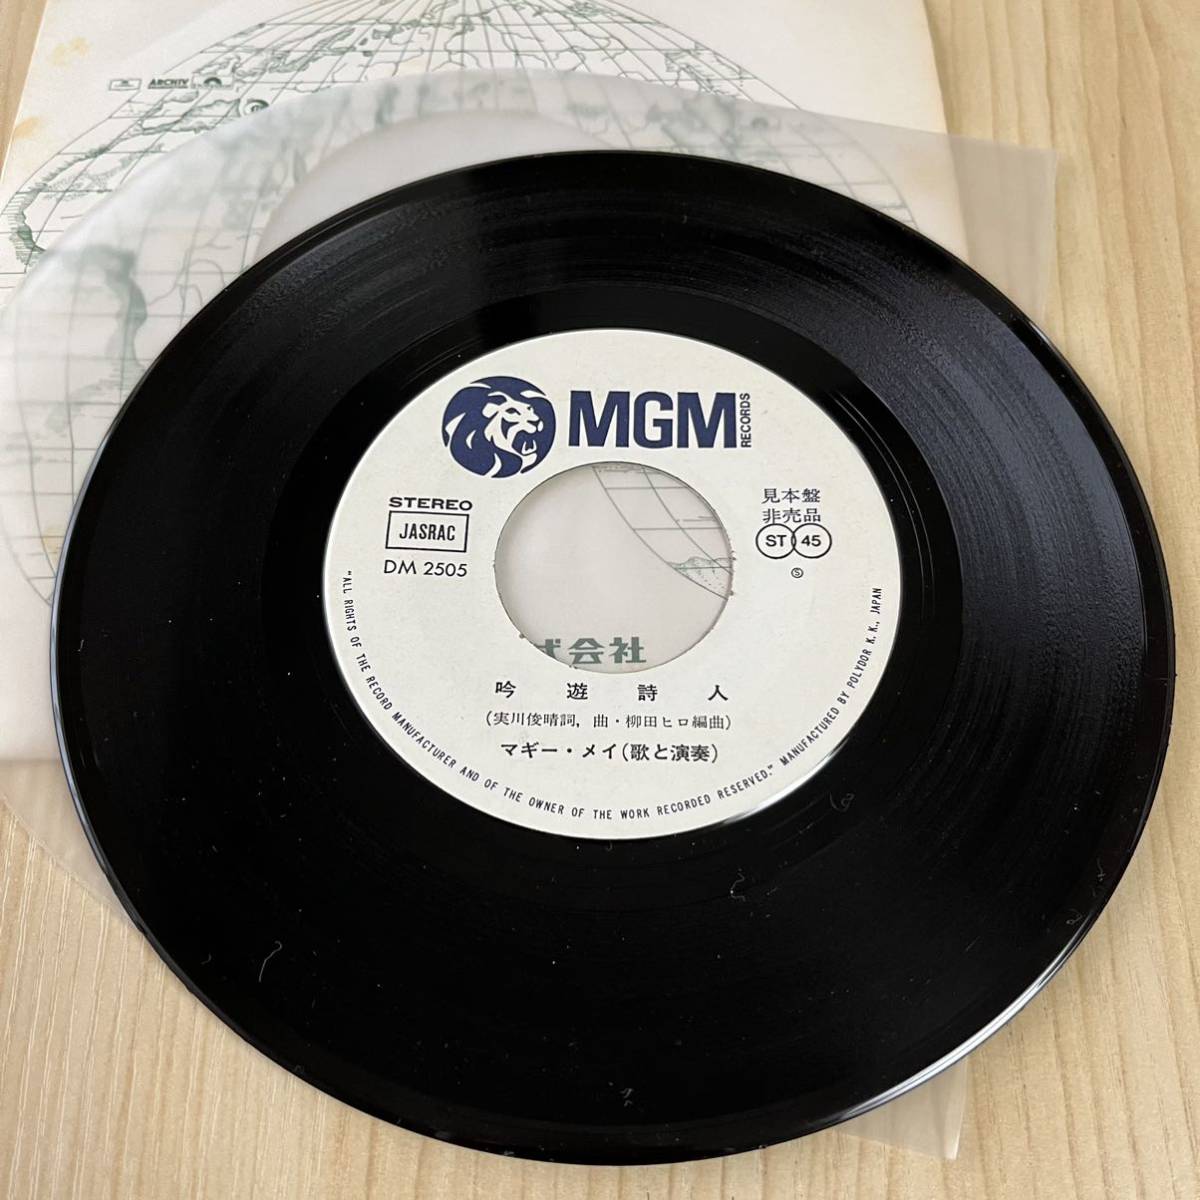 ARCHIV
MGM
RECORDS
STEREO
JASRAC
DM 2505
見本盤
非売品
ST 45
Ⓢ
式会社
吟遊詩人
(実川俊晴詞, 曲・柳田ヒロ編曲)
マギー・メイ(歌と演奏)
"ALL RIGHTS OF THE RECORD MANUFACTURER AND OF THE OWNER OF THE WORK RECORDED RESERVED." MANUFACTURED BY POLYDOR K. K., JAPAN